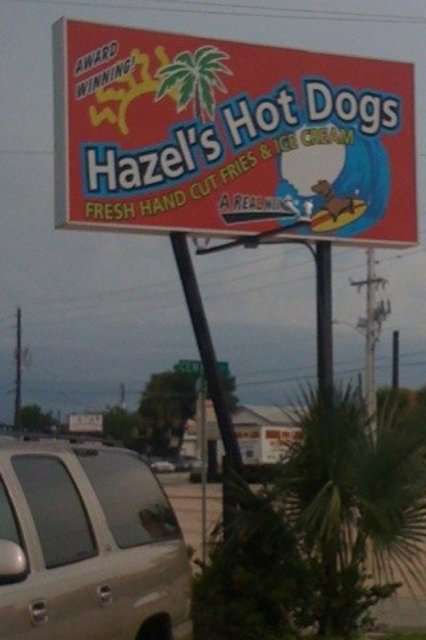 AWARD
WINNING!
Hazel's Hot Dogs
FRESH HAND CUT FRIES & ICE CREAM
A REAL